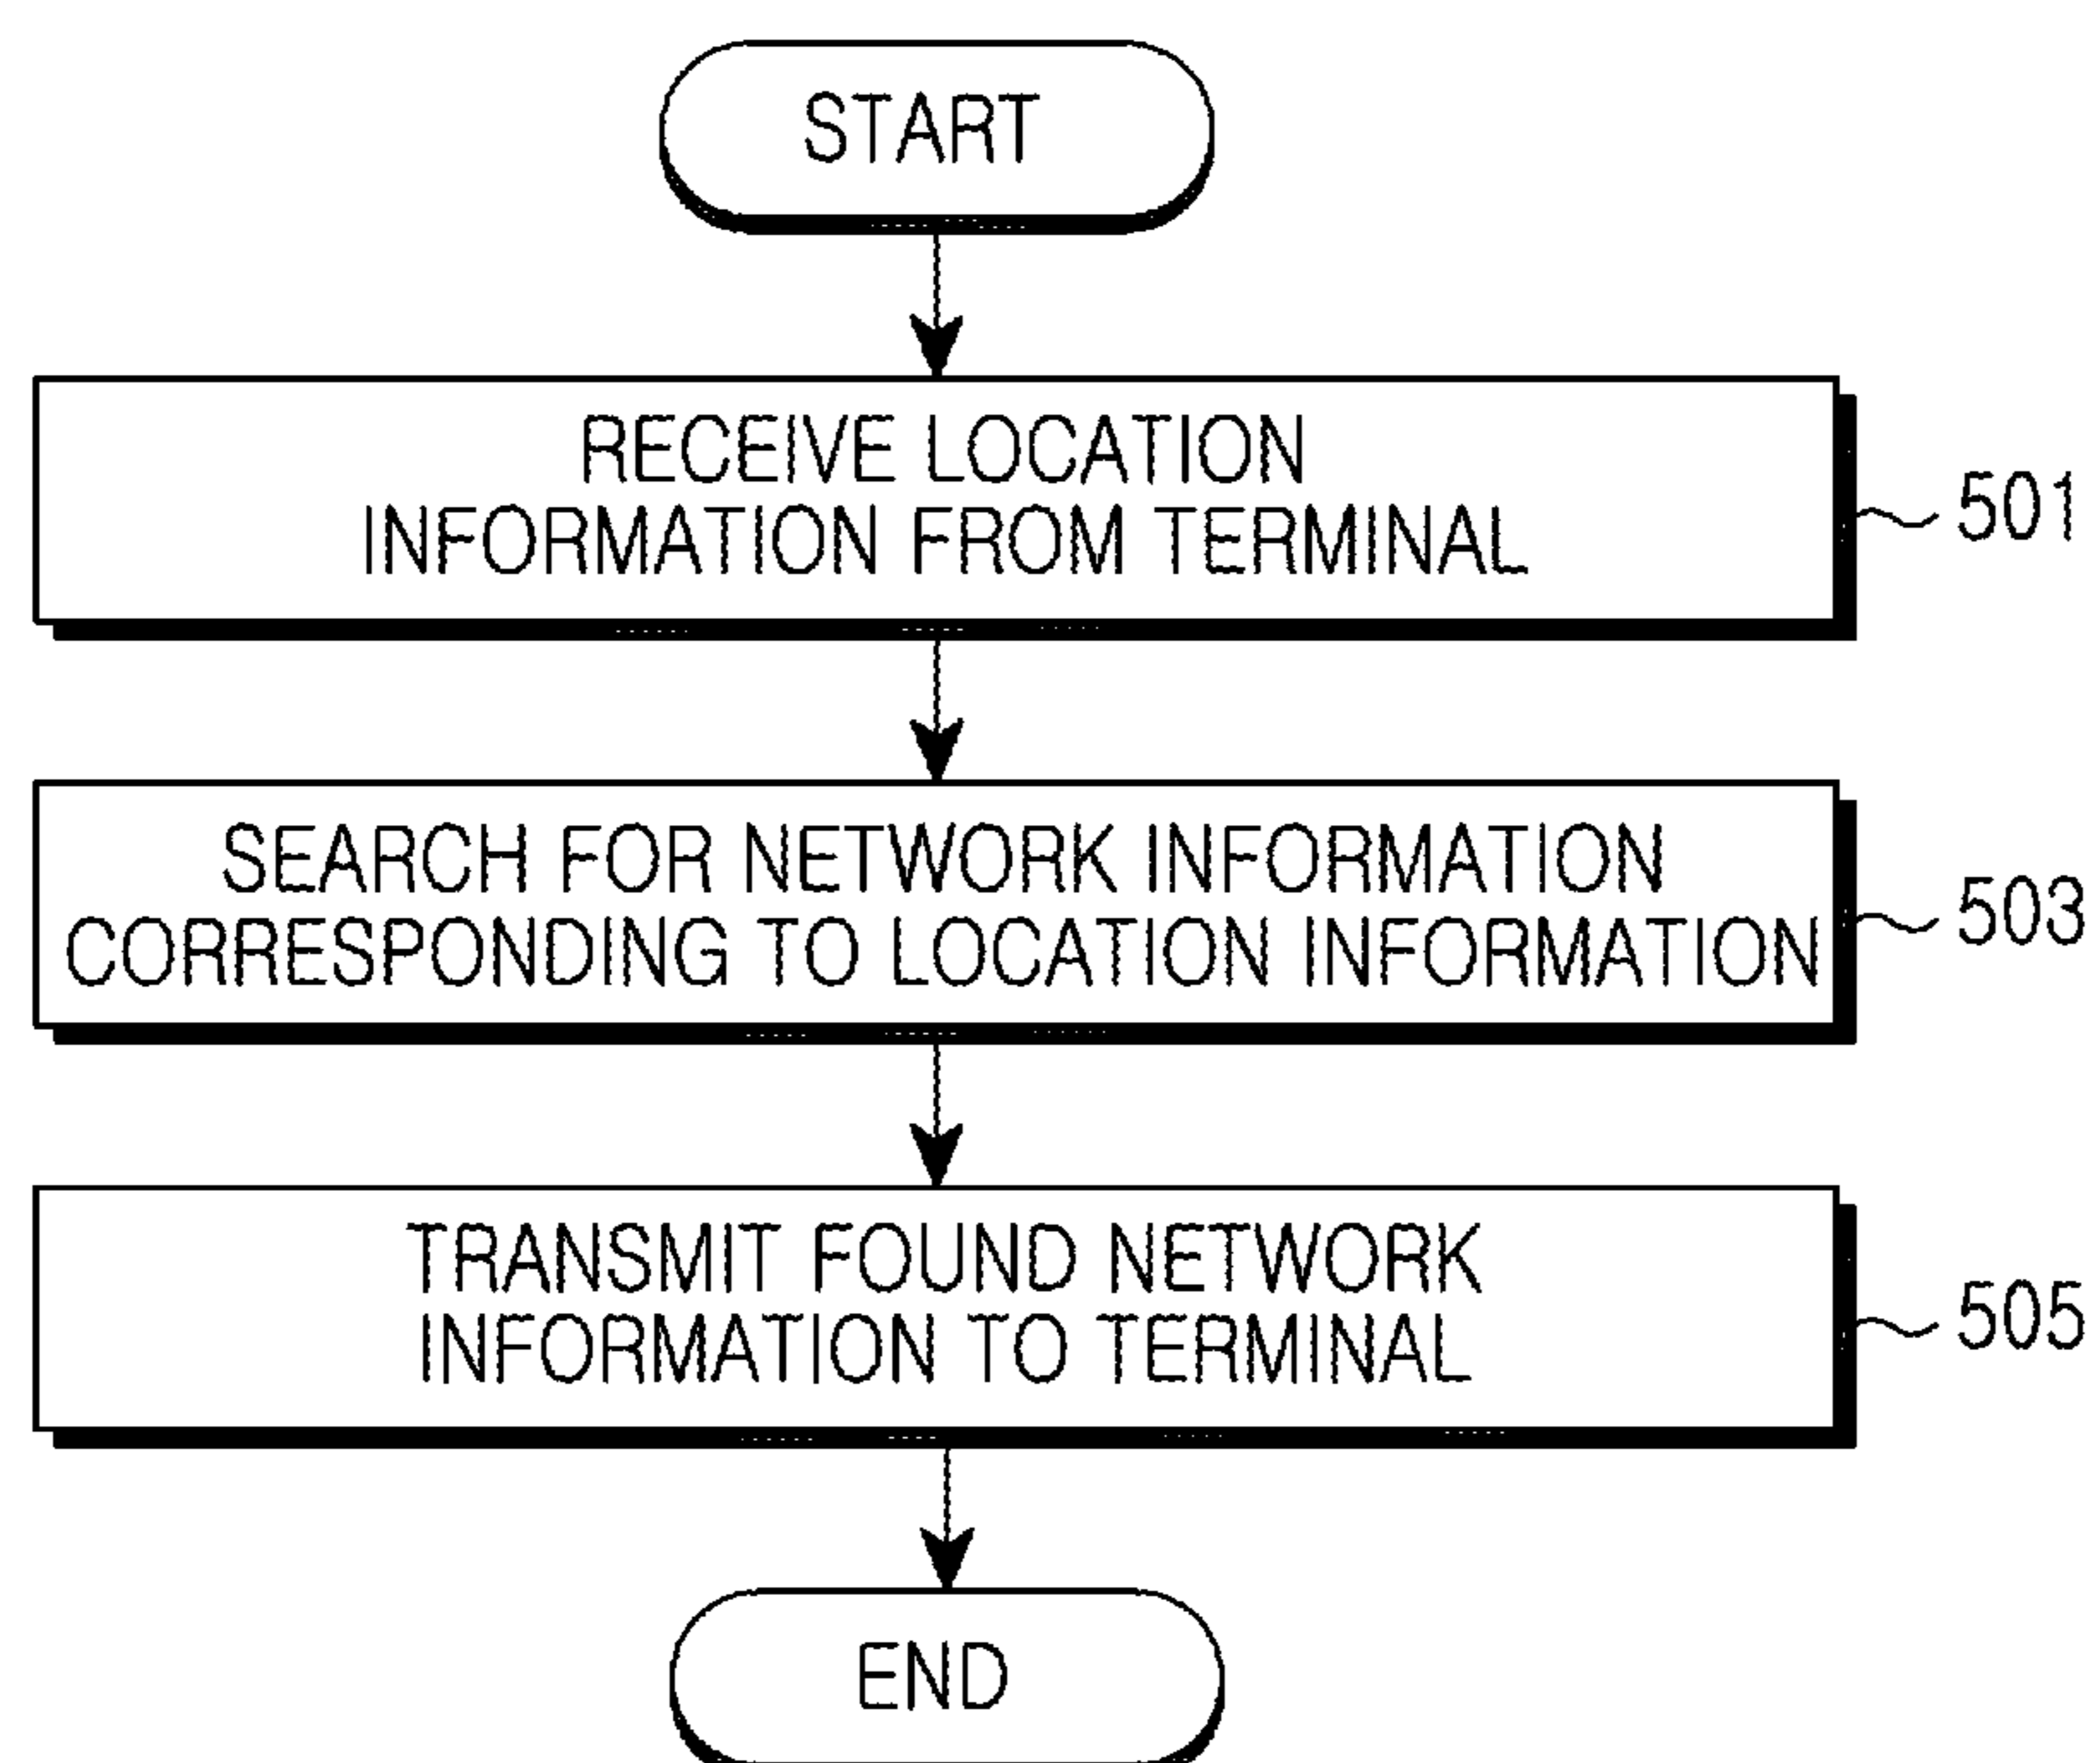 START
RECEIVE LOCATION
INFORMATION FROM TERMINAL
501
SEARCH FOR NETWORK INFORMATION
CORRESPONDING TO LOCATION INFORMATION
503
TRANSMIT FOUND NETWORK
INFORMATION TO TERMINAL
505
END